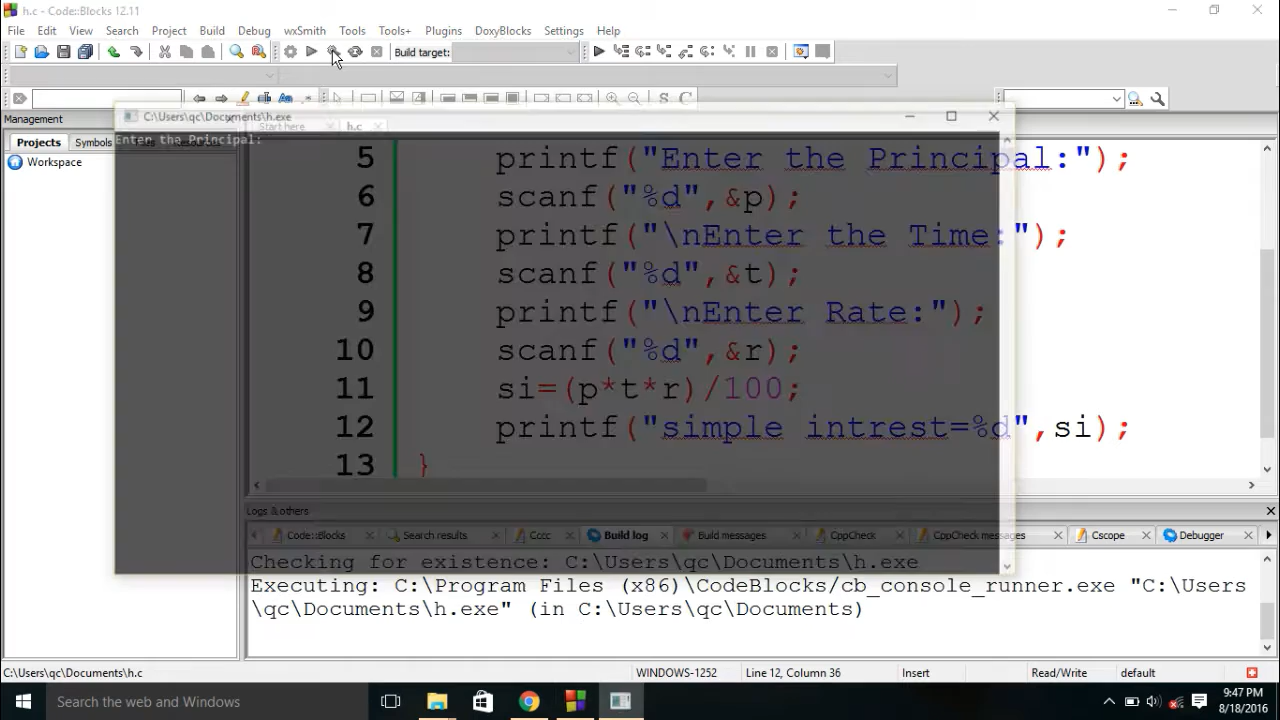 h.c - Code::Blocks 12.11
File Edit View Search Project Build Debug wxSmith Tools Tools+ Plugins DoxyBlocks Settings Help
Build target:
Management
C:\Users\qc\Documents\h.exe
Start here h.c
Projects Symbols
Enter the Principal:
Workspace
5 printf("Enter the Principal:");
6 scanf("%d",&p);
7 printf("\nEnter the Time:");
8 scanf("%d",&t);
9 printf("\nEnter Rate:");
10 scanf("%d",&r);
11 si=(p*t*r)/100;
12 printf("simple intrest=%d",si);
13 }
Logs & others
Code::Blocks Search results Cccc Build log Build messages CppCheck CppCheck messages Cscope Debugger
Checking for existence: C:\Users\qc\Documents\h.exe
Executing: C:\Program Files (x86)\CodeBlocks/cb_console_runner.exe "C:\Users
\qc\Documents\h.exe" (in C:\Users\qc\Documents)
C:\Users\qc\Documents\h.c WINDOWS-1252 Line 12, Column 36 Insert Read/Write default
Search the web and Windows
9:47 PM
8/18/2016